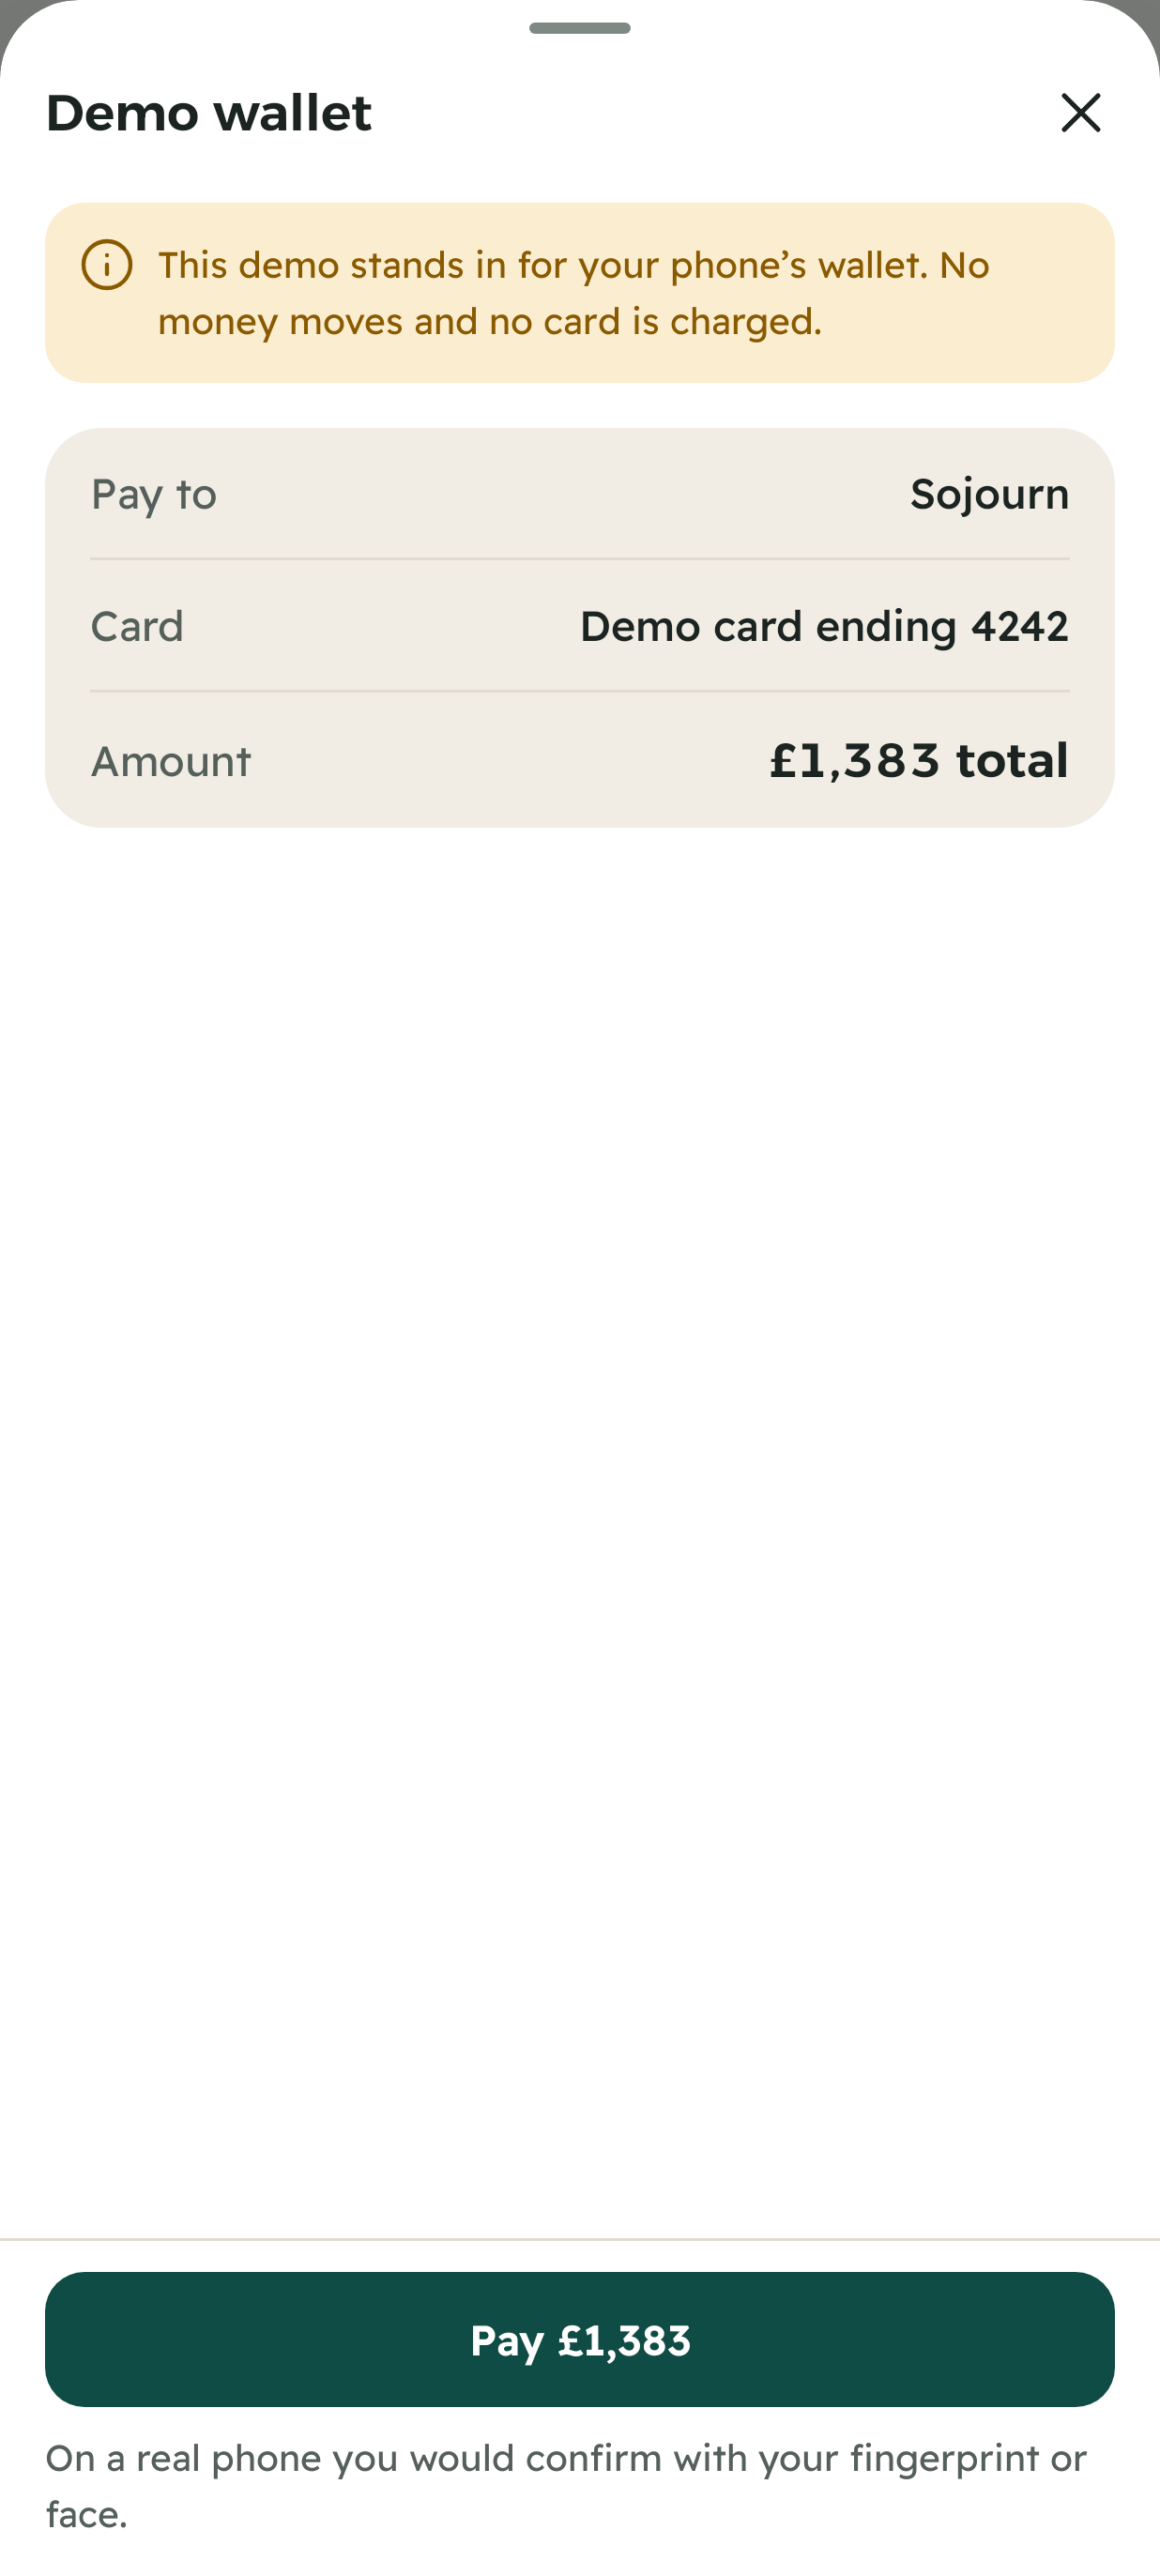 Demo wallet
This demo stands in for your phone’s wallet. No
money moves and no card is charged.
Pay to
Sojourn
Card
Demo card ending 4242
Amount
£1,383 total
Pay £1,383
On a real phone you would confirm with your fingerprint or
face.